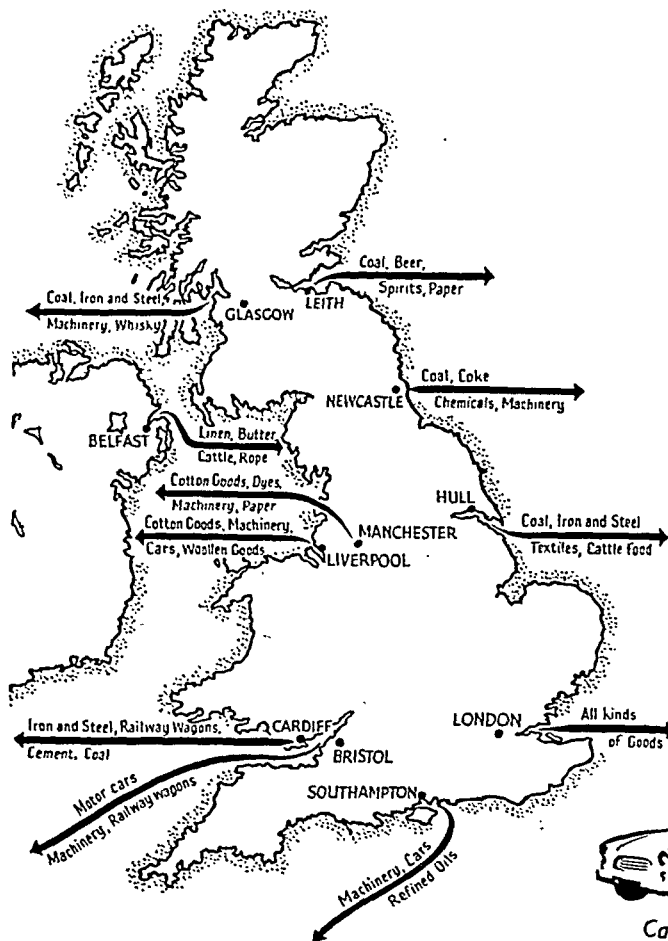 Coal, Beer,
Spirits, Paper
LEITH
Coal, Iron and Steel,
Machinery, Whisky
GLASGOW
Coal, Coke
Chemicals, Machinery
NEWCASTLE
BELFAST
Linen, Butter
Cattle, Rope
Cotton Goods, Dyes,
Machinery, Paper
MANCHESTER
HULL
Coal, Iron and Steel
Textiles, Cattle food
Cotton Goods, Machinery,
Cars, Woollen Goods
LIVERPOOL
Iron and Steel, Railway Wagons,
Cement, Coal
CARDIFF
BRISTOL
LONDON
All kinds
of Goods
Motor cars
Machinery, Railway wagons
SOUTHAMPTON
Machinery, Cars
Refined Oils
Ca